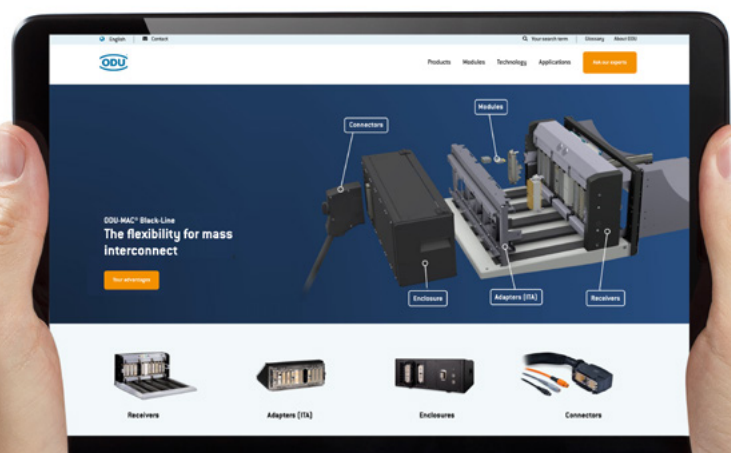 English
Contact
Your search term
Glossary
About ODU
ODU
Products
Modules
Technology
Applications
Ask our experts
Modules
Connectors
ODU-MAC® Black-Line
The flexibility for mass
interconnect
Your advantages
Enclosure
Adapters (ITA)
Receivers
Receivers
Adapters (ITA)
Enclosures
Connectors